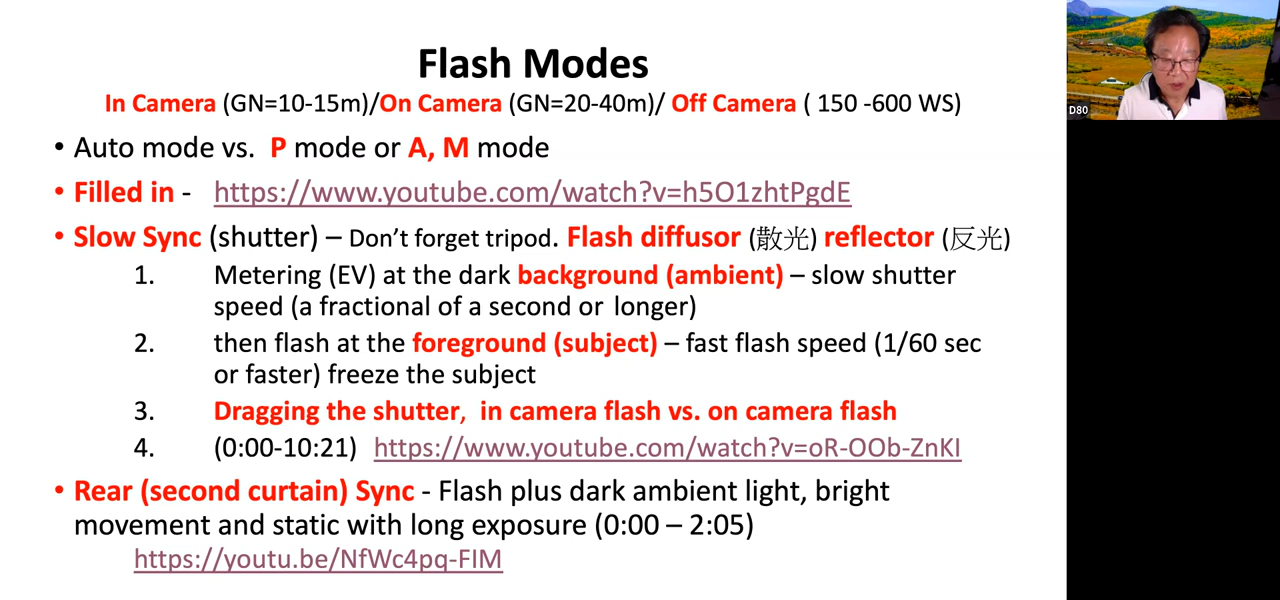 Flash Modes
In Camera (GN=10-15m)/On Camera (GN=20-40m)/ Off Camera ( 150 -600 WS)
• Auto mode vs. P mode or A, M mode
• Filled in - https://www.youtube.com/watch?v=h5O1zhtPgdE
• Slow Sync (shutter) – Don’t forget tripod. Flash diffusor (散光) reflector (反光)
1. Metering (EV) at the dark background (ambient) – slow shutter
speed (a fractional of a second or longer)
2. then flash at the foreground (subject) – fast flash speed (1/60 sec
or faster) freeze the subject
3. Dragging the shutter, in camera flash vs. on camera flash
4. (0:00-10:21) https://www.youtube.com/watch?v=oR-OOb-ZnKI
• Rear (second curtain) Sync - Flash plus dark ambient light, bright
movement and static with long exposure (0:00 – 2:05)
https://youtu.be/NfWc4pq-FIM
D80